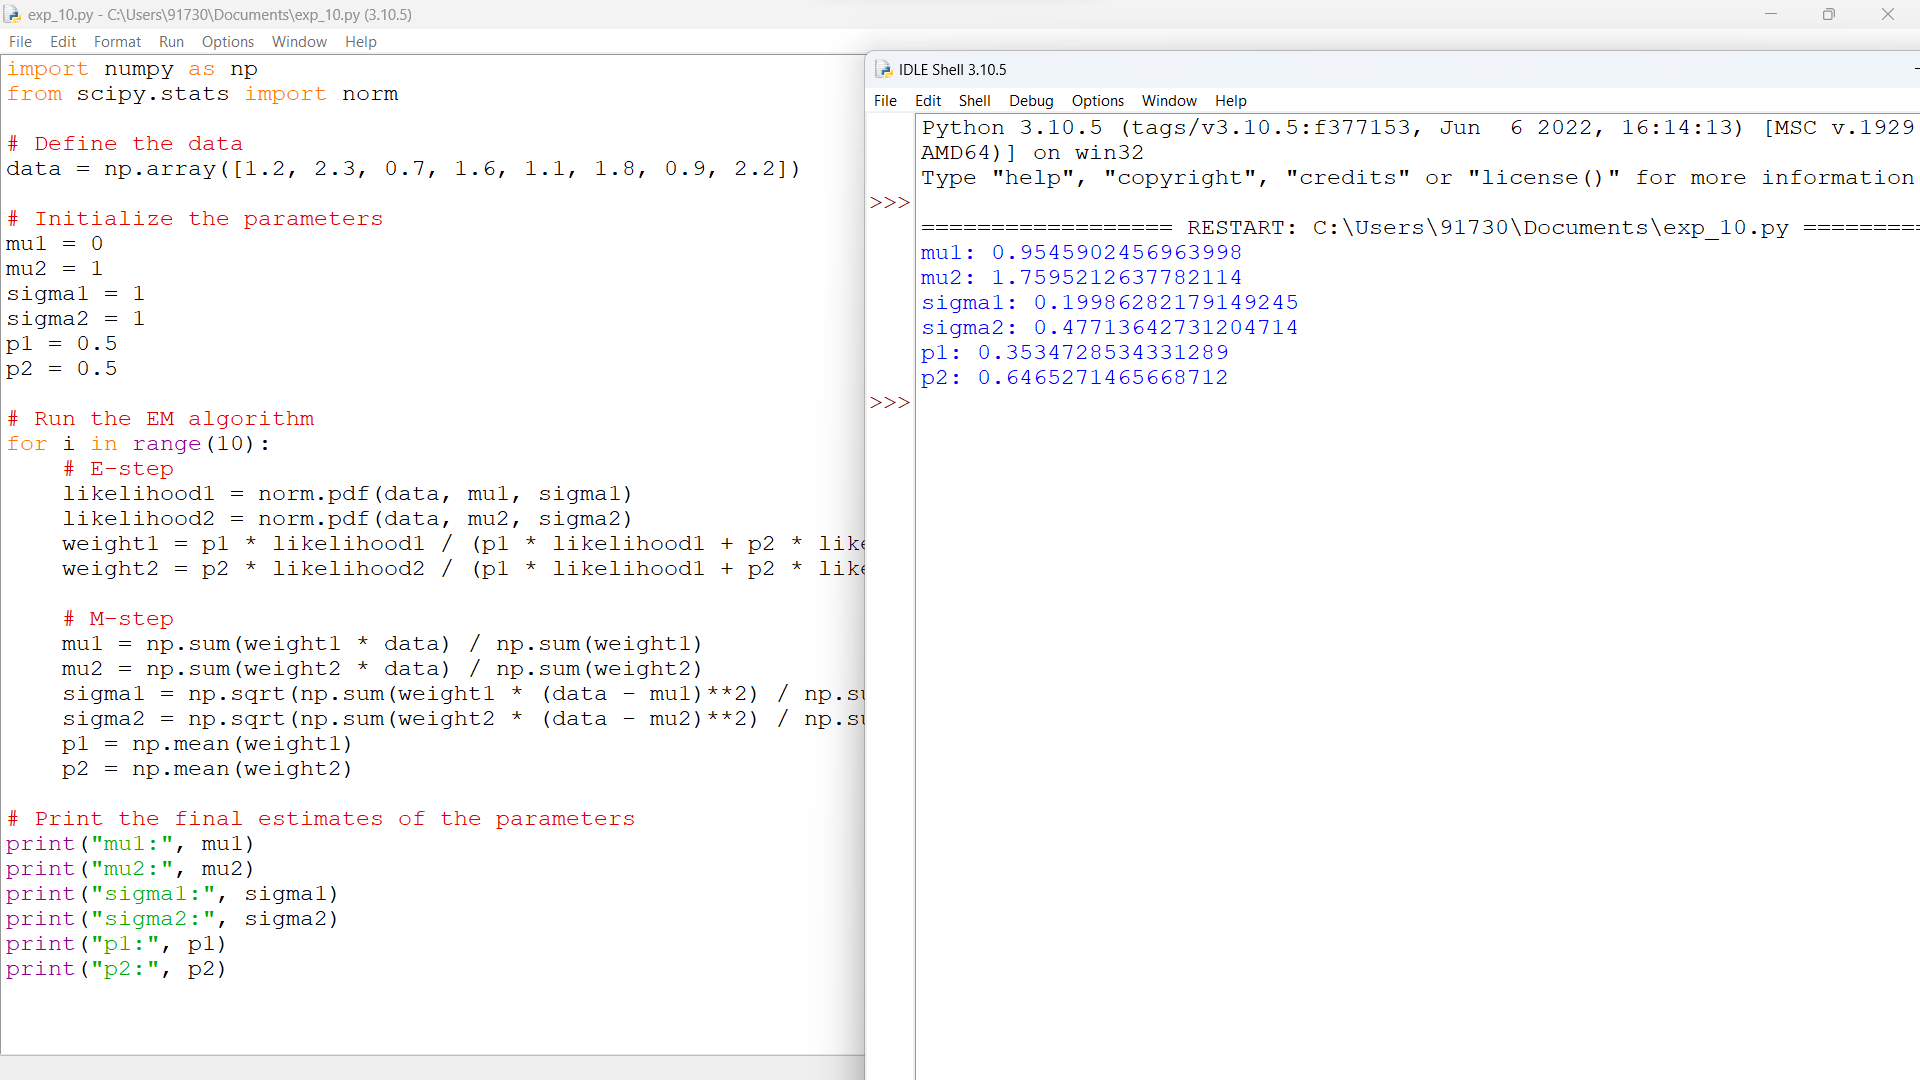 exp_10.py - C:\Users\91730\Documents\exp_10.py (3.10.5)
File Edit Format Run Options Window Help
import numpy as np
from scipy.stats import norm
# Define the data
data = np.array([1.2, 2.3, 0.7, 1.6, 1.1, 1.8, 0.9, 2.2])
# Initialize the parameters
mu1 = 0
mu2 = 1
sigma1 = 1
sigma2 = 1
p1 = 0.5
p2 = 0.5
# Run the EM algorithm
for i in range(10):
    # E-step
    likelihood1 = norm.pdf(data, mu1, sigma1)
    likelihood2 = norm.pdf(data, mu2, sigma2)
    weight1 = p1 * likelihood1 / (p1 * likelihood1 + p2 * like
    weight2 = p2 * likelihood2 / (p1 * likelihood1 + p2 * like
    # M-step
    mu1 = np.sum(weight1 * data) / np.sum(weight1)
    mu2 = np.sum(weight2 * data) / np.sum(weight2)
    sigma1 = np.sqrt(np.sum(weight1 * (data - mu1)**2) / np.su
    sigma2 = np.sqrt(np.sum(weight2 * (data - mu2)**2) / np.su
    p1 = np.mean(weight1)
    p2 = np.mean(weight2)
# Print the final estimates of the parameters
print("mu1:", mu1)
print("mu2:", mu2)
print("sigma1:", sigma1)
print("sigma2:", sigma2)
print("p1:", p1)
print("p2:", p2)
IDLE Shell 3.10.5
File Edit Shell Debug Options Window Help
Python 3.10.5 (tags/v3.10.5:f377153, Jun  6 2022, 16:14:13) [MSC v.1929
AMD64)] on win32
Type "help", "copyright", "credits" or "license()" for more information
>>>
================== RESTART: C:\Users\91730\Documents\exp_10.py =========
mu1: 0.9545902456963998
mu2: 1.7595212637782114
sigma1: 0.19986282179149245
sigma2: 0.47713642731204714
p1: 0.3534728534331289
p2: 0.6465271465668712
>>>